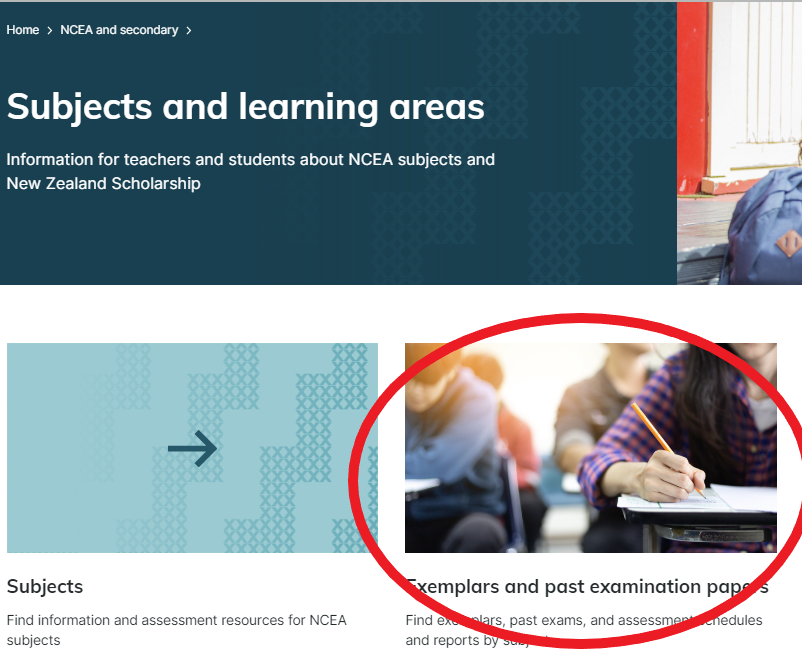 Home > NCEA and secondary >
Subjects and learning areas
Information for teachers and students about NCEA subjects and
New Zealand Scholarship
Subjects
Find information and assessment resources for NCEA
subjects
Exemplars and past examination papers
Find exemplars, past exams, and assessment schedules
and reports by subject